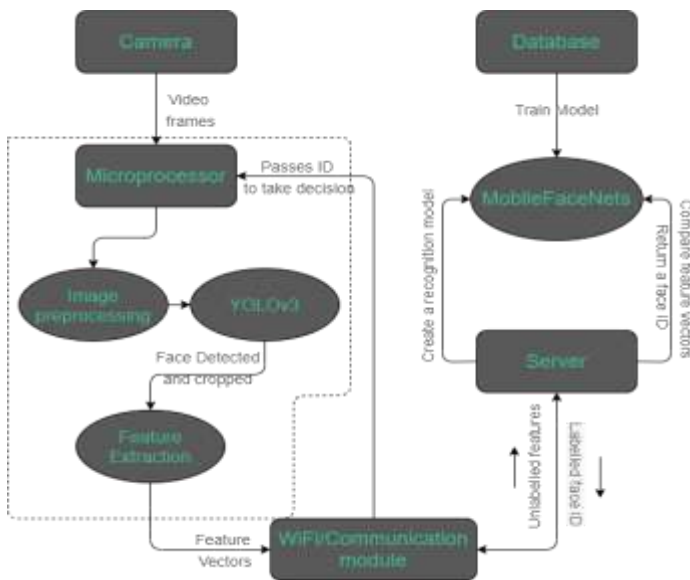 Camera
Database
Video
frames
Train Model
Microprocessor
Passes ID
to take decision
MobileFaceNets
Image
preprocessing
YOLOv3
Create a recognition model
Compare feature vectors
Return a face ID
Face Detected
and cropped
Server
Feature
Extraction
Unlabelled features
Labelled face ID
Feature
Vectors
WiFI/Communication
module